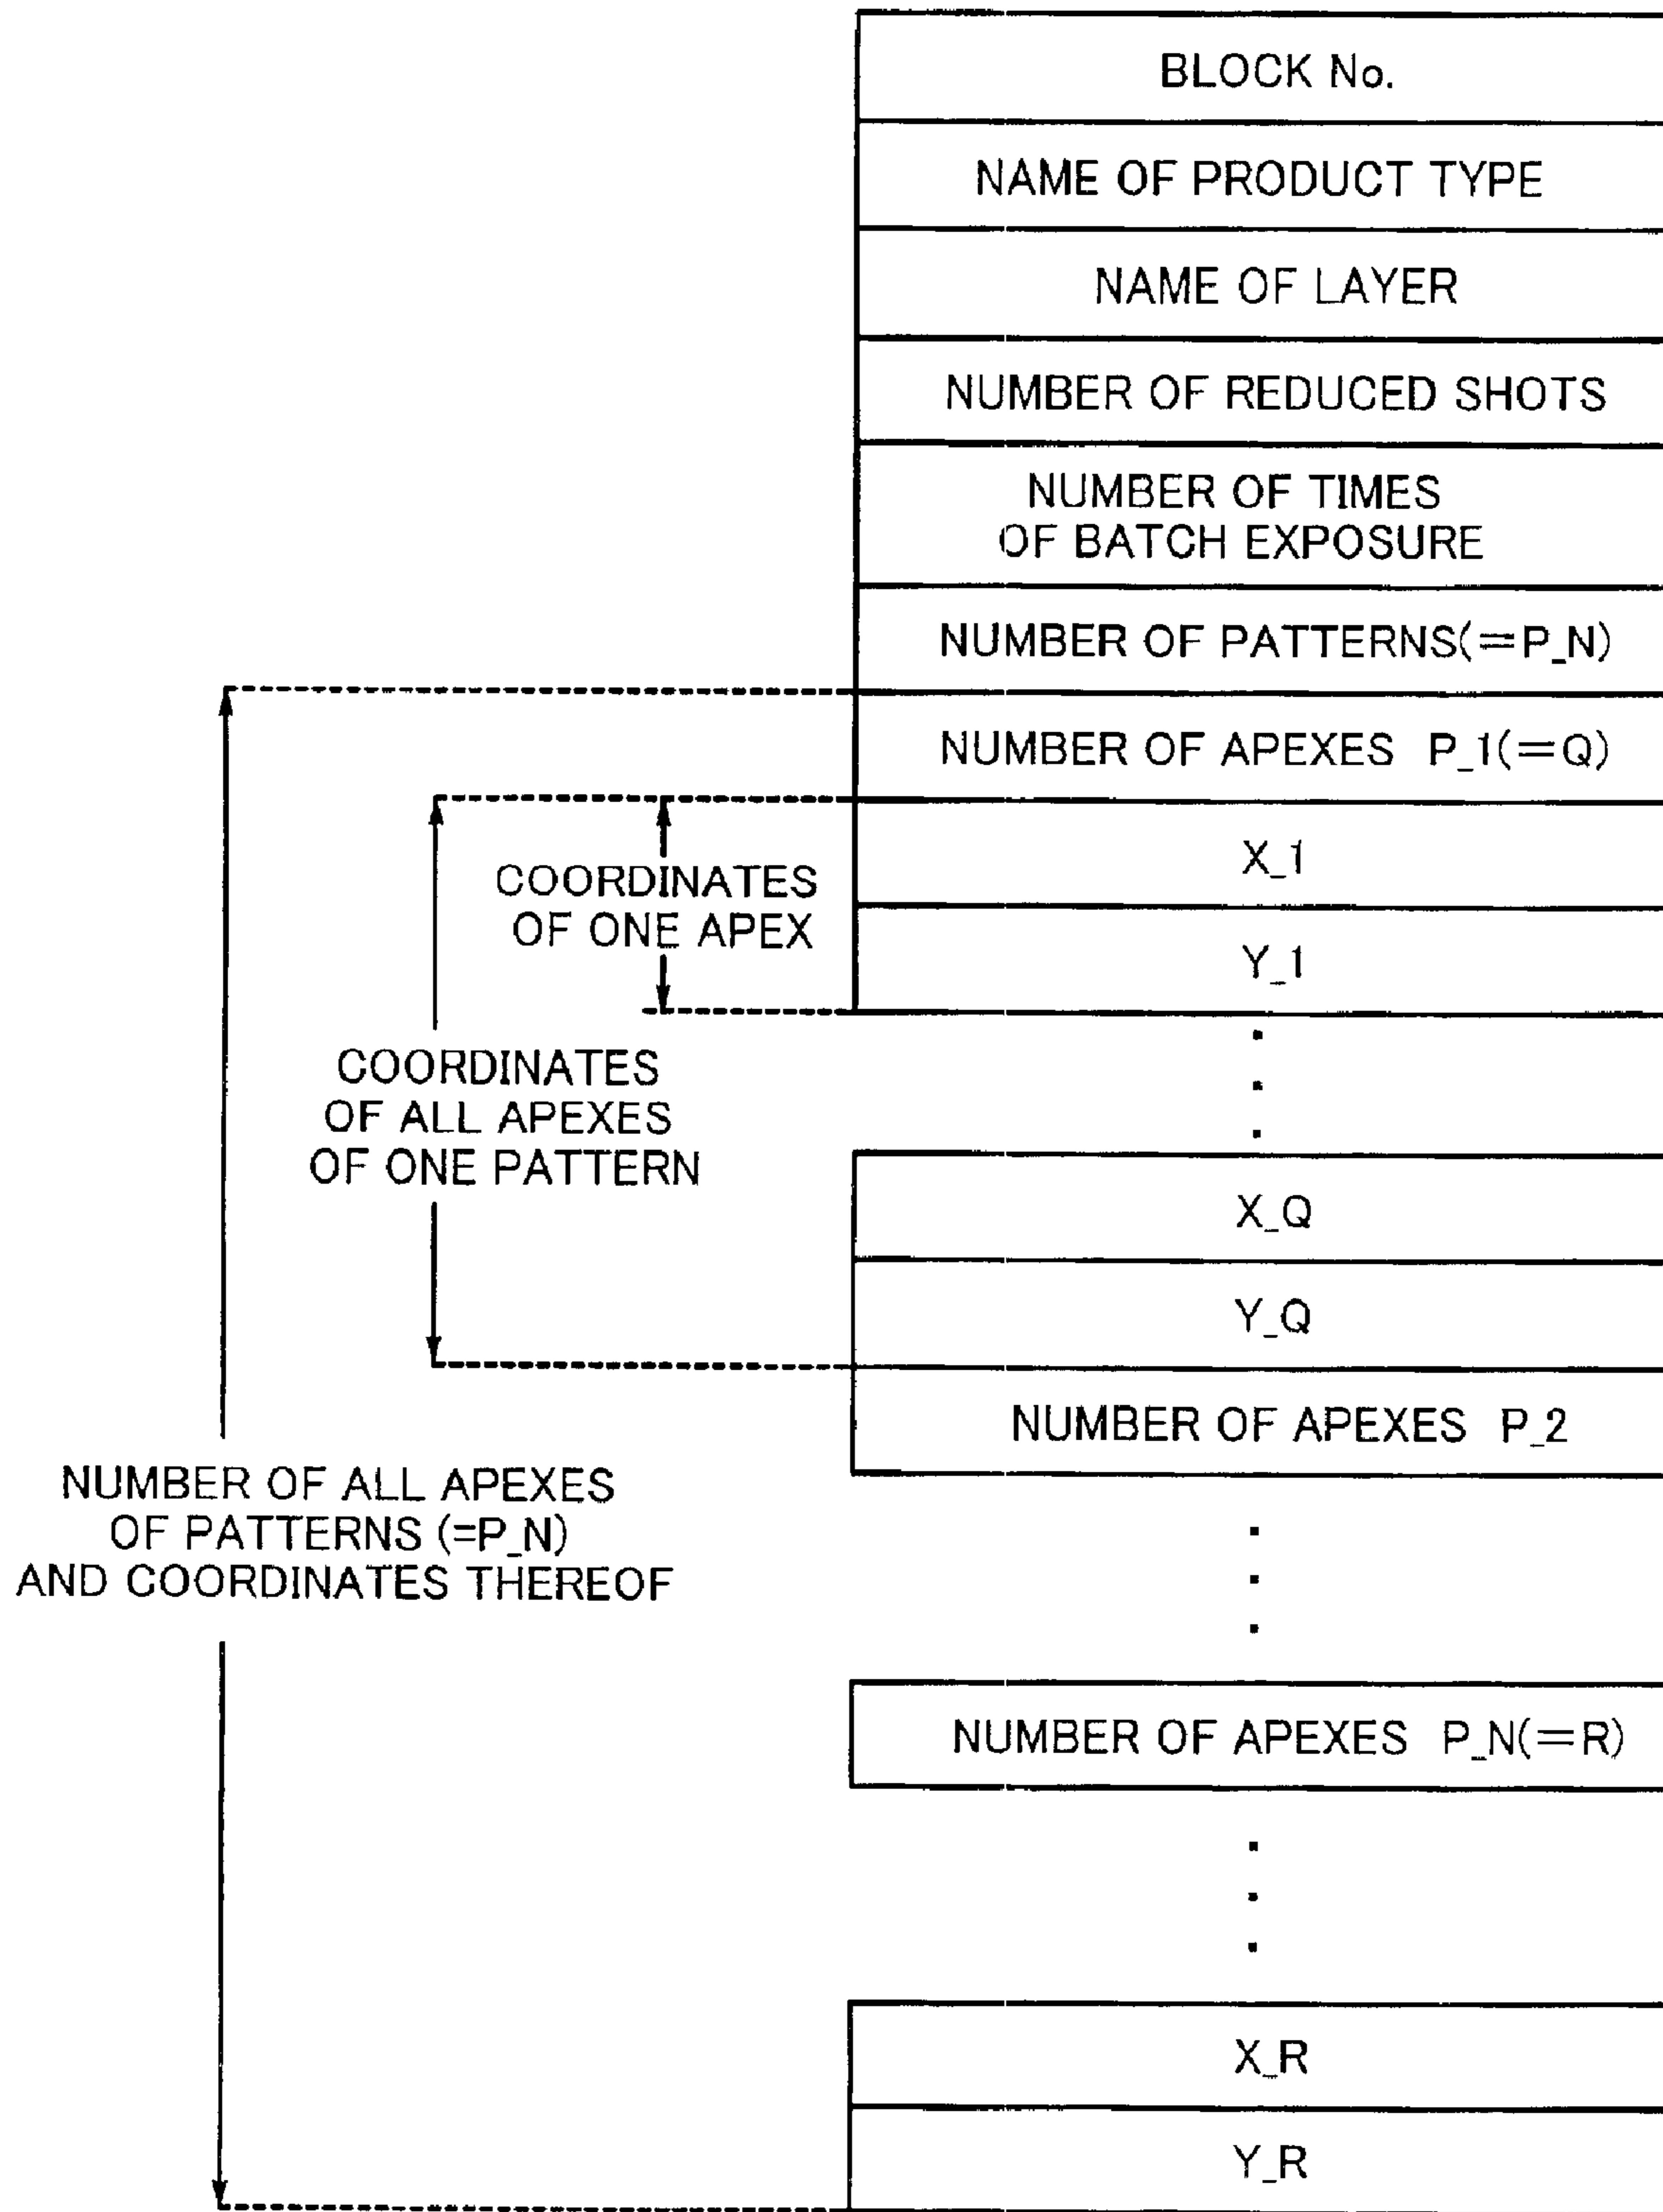 BLOCK No.
NAME OF PRODUCT TYPE
NAME OF LAYER
NUMBER OF REDUCED SHOTS
NUMBER OF TIMES
OF BATCH EXPOSURE
NUMBER OF PATTERNS(=P_N)
NUMBER OF APEXES P_1(=Q)
X_1
Y_1
COORDINATES
OF ONE APEX
COORDINATES
OF ALL APEXES
OF ONE PATTERN
X_Q
Y_Q
NUMBER OF APEXES P_2
NUMBER OF ALL APEXES
OF PATTERNS (=P_N)
AND COORDINATES THEREOF
NUMBER OF APEXES P_N(=R)
X_R
Y_R